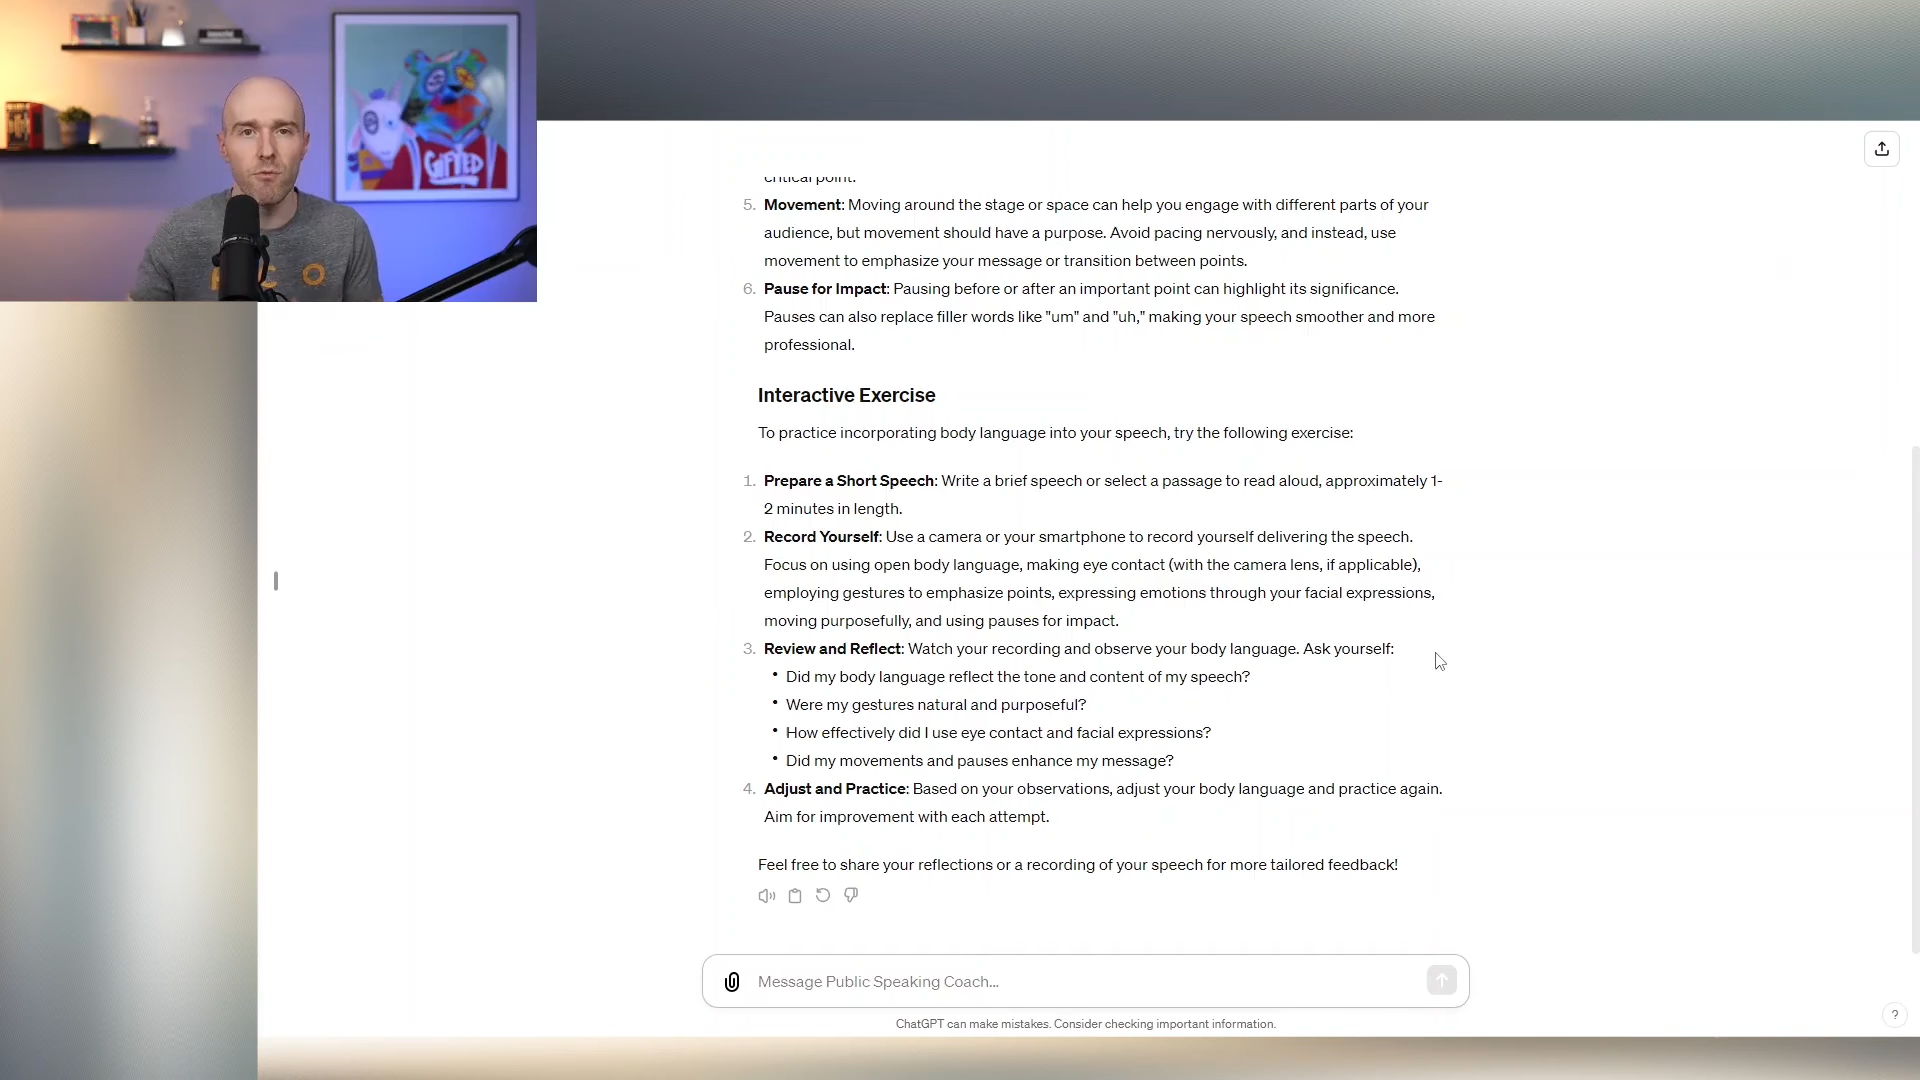 GiFTED
critical point.
5. Movement: Moving around the stage or space can help you engage with different parts of your
audience, but movement should have a purpose. Avoid pacing nervously, and instead, use
movement to emphasize your message or transition between points.
6. Pause for Impact: Pausing before or after an important point can highlight its significance.
Pauses can also replace filler words like "um" and "uh," making your speech smoother and more
professional.
Interactive Exercise
To practice incorporating body language into your speech, try the following exercise:
1. Prepare a Short Speech: Write a brief speech or select a passage to read aloud, approximately 1-
2 minutes in length.
2. Record Yourself: Use a camera or your smartphone to record yourself delivering the speech.
Focus on using open body language, making eye contact (with the camera lens, if applicable),
employing gestures to emphasize points, expressing emotions through your facial expressions,
moving purposefully, and using pauses for impact.
3. Review and Reflect: Watch your recording and observe your body language. Ask yourself:
• Did my body language reflect the tone and content of my speech?
• Were my gestures natural and purposeful?
• How effectively did I use eye contact and facial expressions?
• Did my movements and pauses enhance my message?
4. Adjust and Practice: Based on your observations, adjust your body language and practice again.
Aim for improvement with each attempt.
Feel free to share your reflections or a recording of your speech for more tailored feedback!
Message Public Speaking Coach...
ChatGPT can make mistakes. Consider checking important information.
?